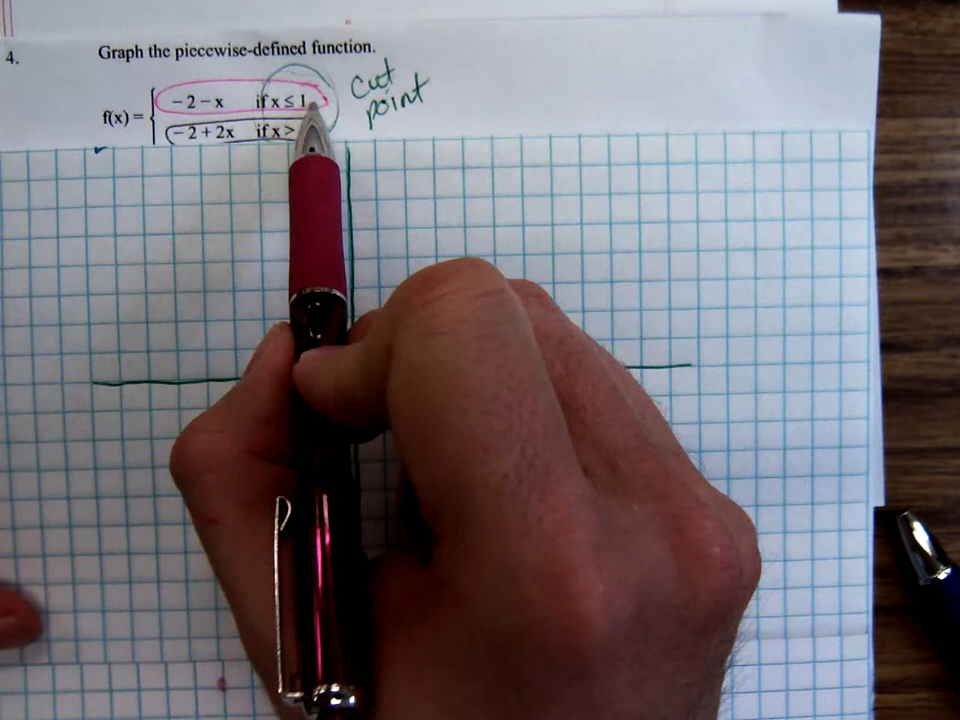 4. Graph the piecewise-defined function.
f(x) =
-2 - x if x ≤ 1
-2 + 2x if x >
cut
point